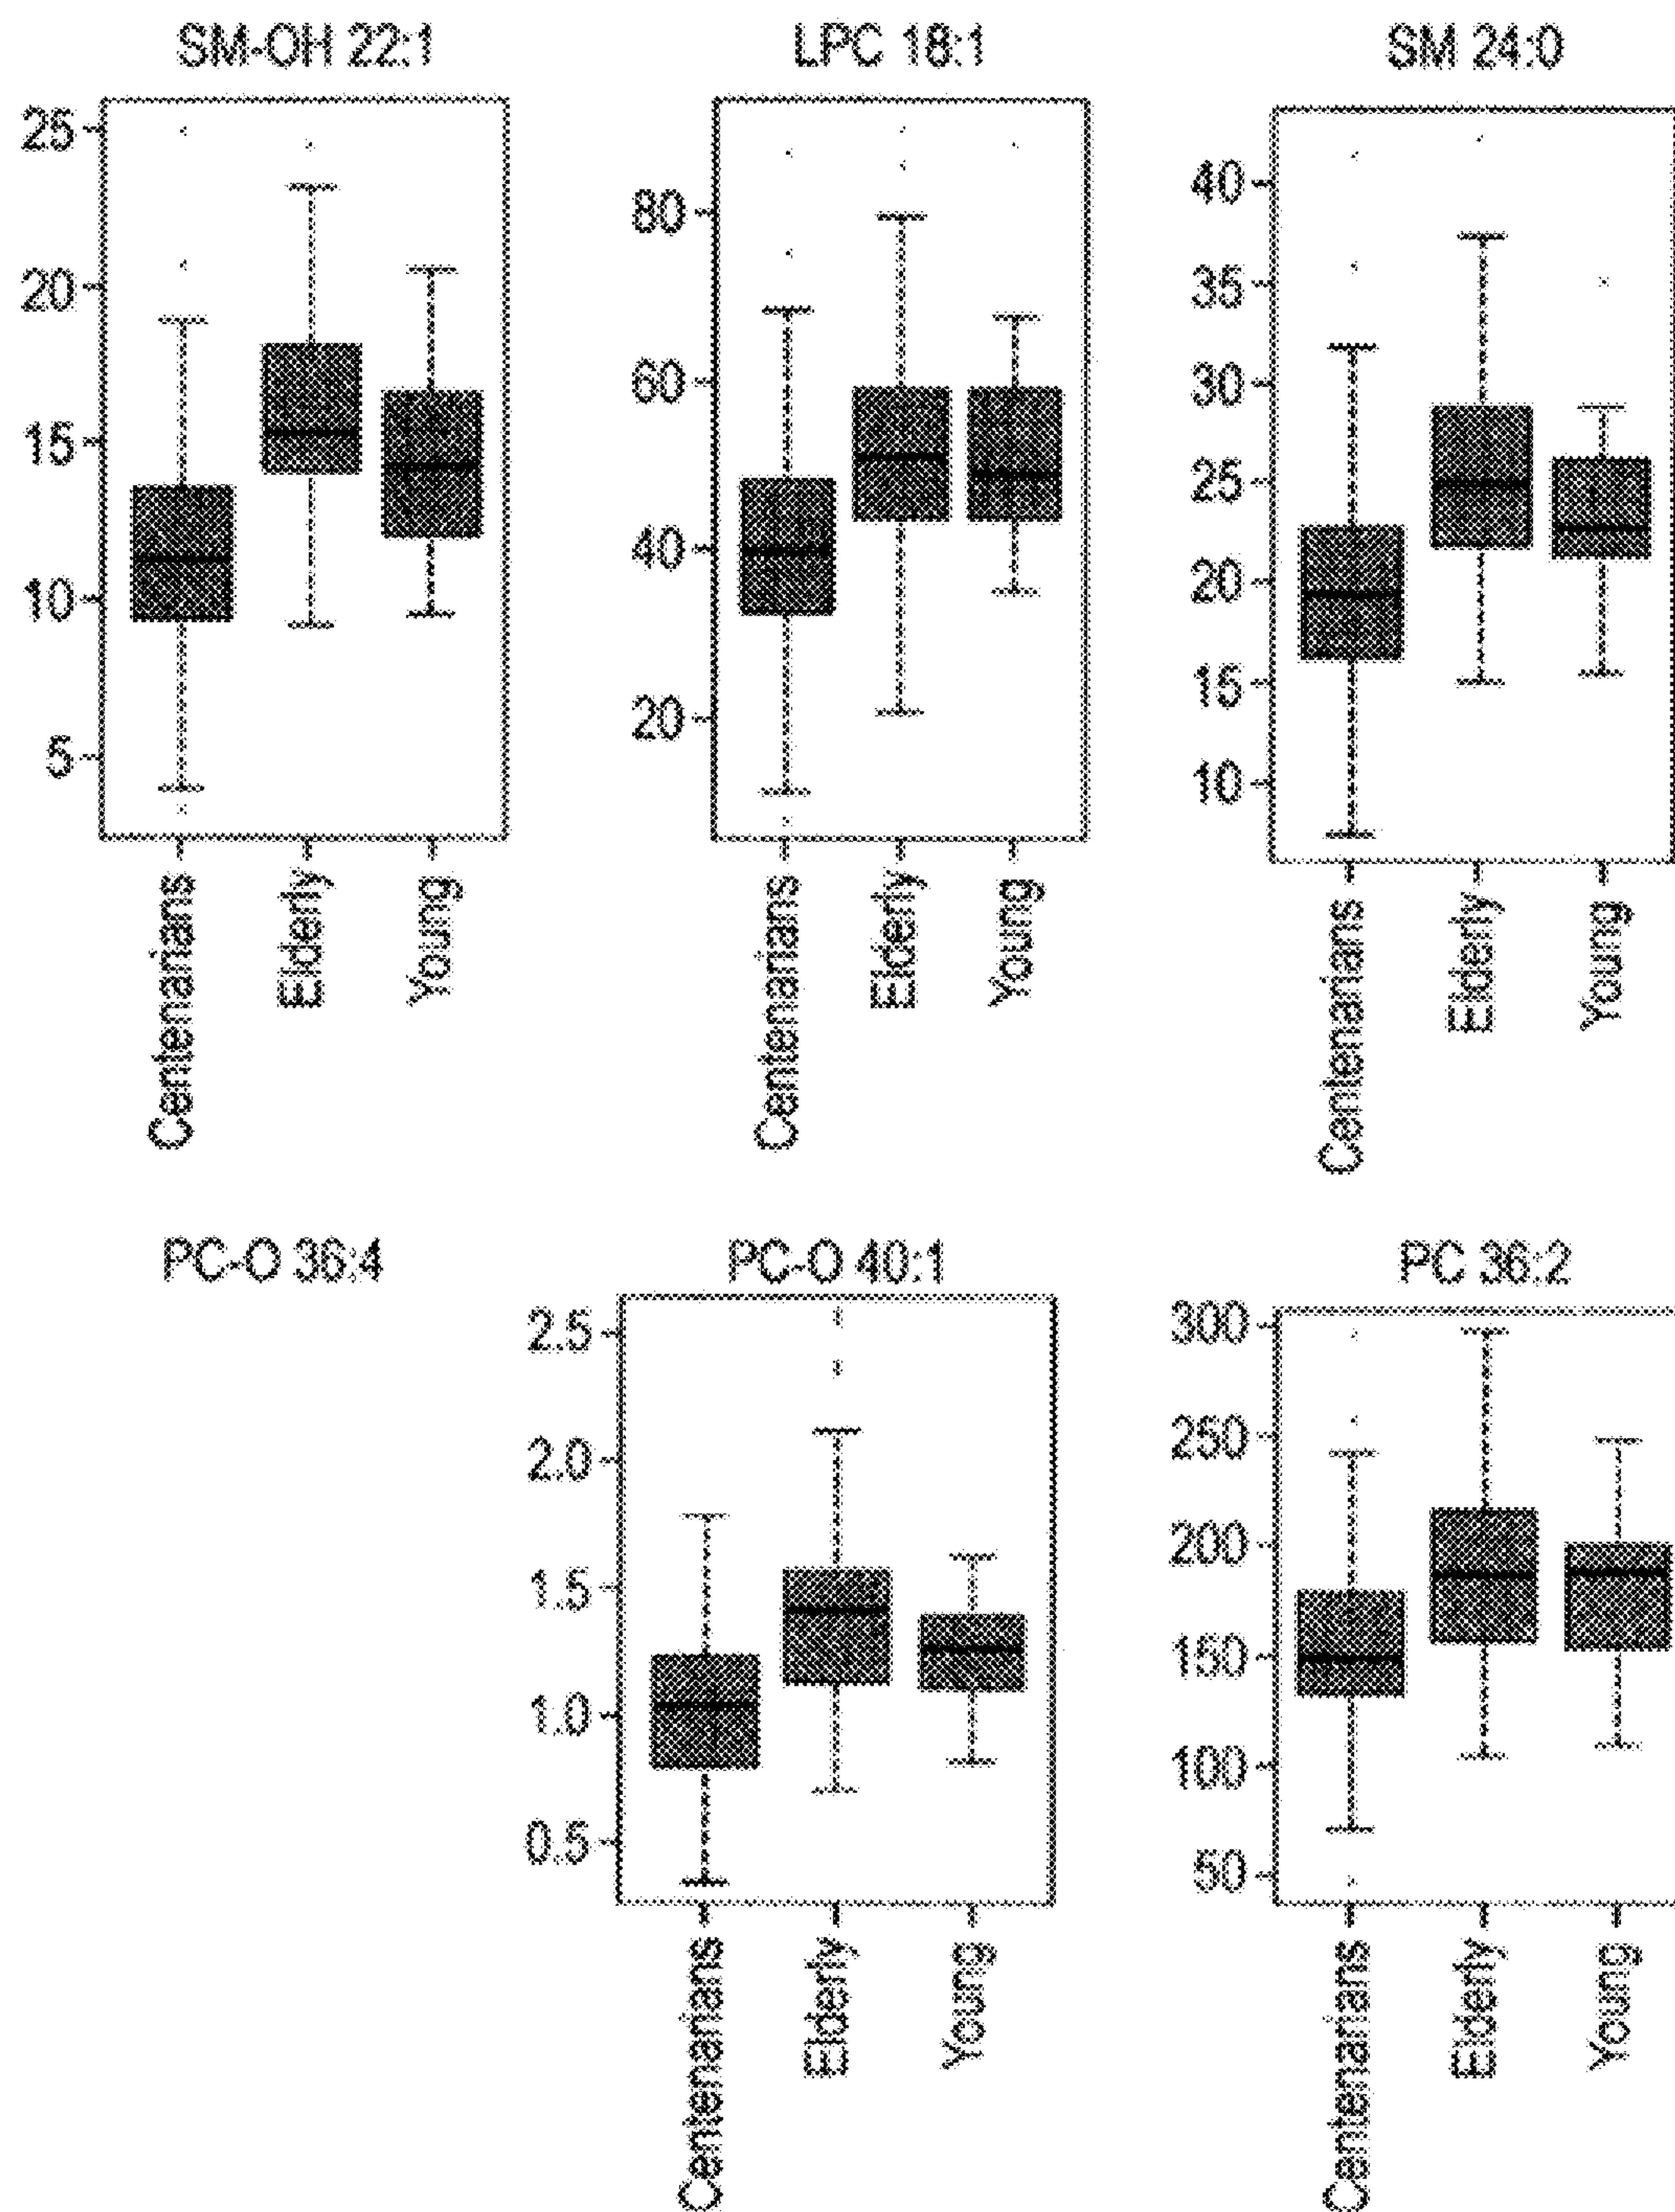 SM-OH 22:1
25
20
15
10
5
Centenarians
Elderly
Young
LPC 18:1
80
60
40
20
Centenarians
Elderly
Young
SM 24:0
40
35
30
25
20
15
10
Centenarians
Elderly
Young
PC-O 36:4
PC-O 40:1
2.5
2.0
1.5
1.0
0.5
Centenarians
Elderly
Young
PC 36:2
300
250
200
150
100
50
Centenarians
Elderly
Young